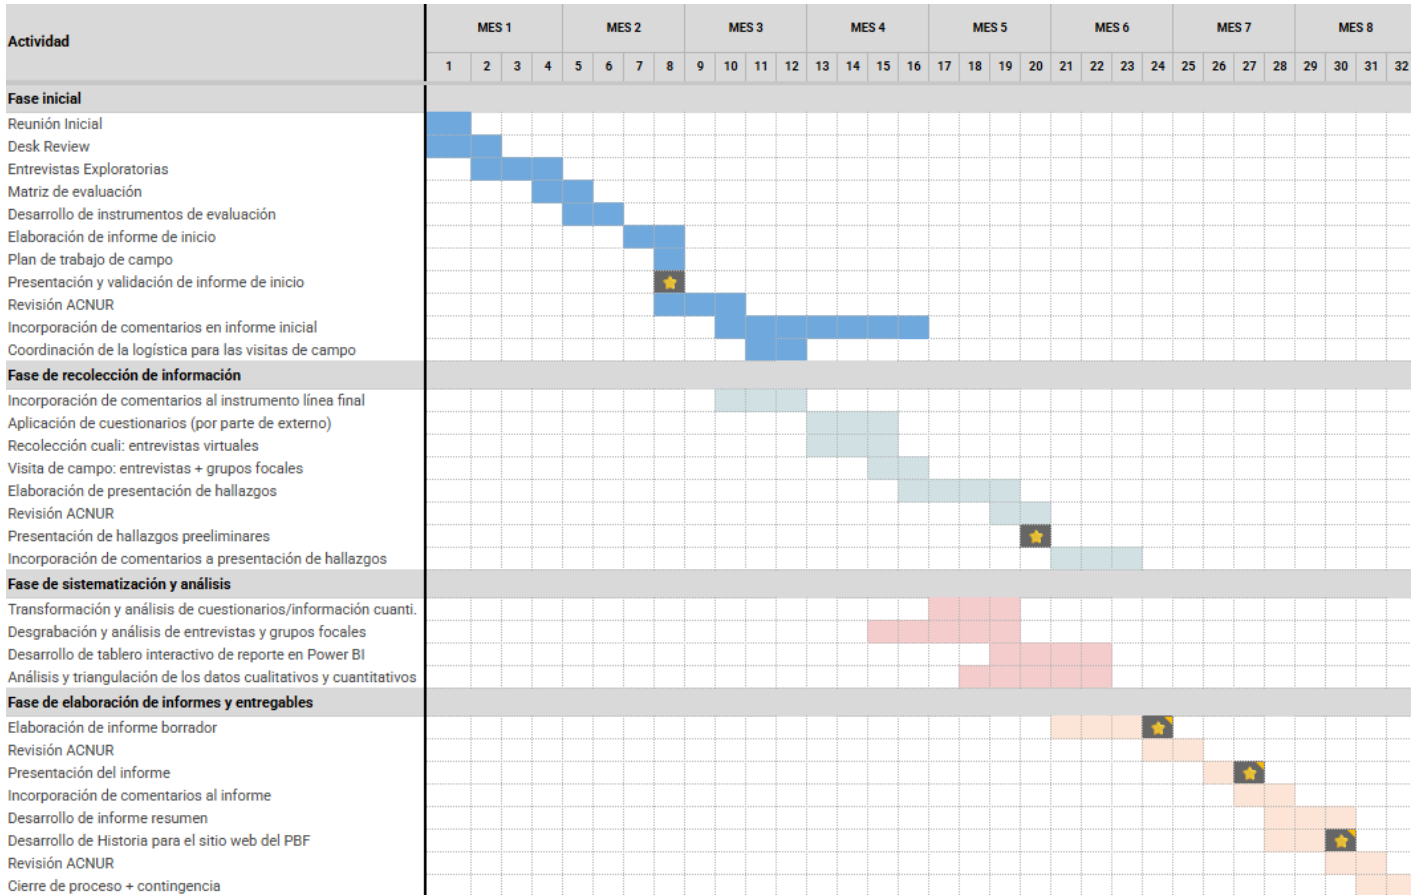 Actividad
MES 1 MES 2 MES 3 MES 4 MES 5 MES 6 MES 7 MES 8
1 2 3 4 5 6 7 8 9 10 11 12 13 14 15 16 17 18 19 20 21 22 23 24 25 26 27 28 29 30 31 32
Fase inicial
Reunión Inicial
Desk Review
Entrevistas Exploratorias
Matriz de evaluación
Desarrollo de instrumentos de evaluación
Elaboración de informe de inicio
Plan de trabajo de campo
Presentación y validación de informe de inicio
Revisión ACNUR
Incorporación de comentarios en informe inicial
Coordinación de la logística para las visitas de campo
Fase de recolección de información
Incorporación de comentarios al instrumento línea final
Aplicación de cuestionarios (por parte de externo)
Recolección cuali: entrevistas virtuales
Visita de campo: entrevistas + grupos focales
Elaboración de presentación de hallazgos
Revisión ACNUR
Presentación de hallazgos preeliminares
Incorporación de comentarios a presentación de hallazgos
Fase de sistematización y análisis
Transformación y análisis de cuestionarios/información cuanti.
Desgrabación y análisis de entrevistas y grupos focales
Desarrollo de tablero interactivo de reporte en Power BI
Análisis y triangulación de los datos cualitativos y cuantitativos
Fase de elaboración de informes y entregables
Elaboración de informe borrador
Revisión ACNUR
Presentación del informe
Incorporación de comentarios al informe
Desarrollo de informe resumen
Desarrollo de Historia para el sitio web del PBF
Revisión ACNUR
Cierre de proceso + contingencia